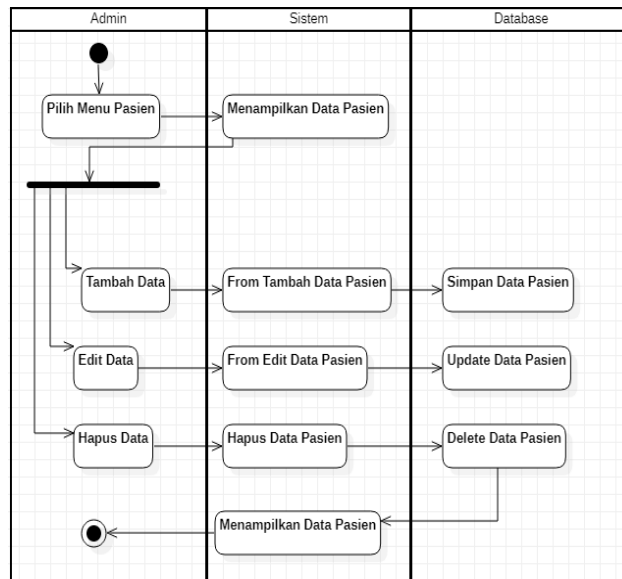 Admin
Sistem
Database
Pilih Menu Pasien
Menampilkan Data Pasien
Tambah Data
From Tambah Data Pasien
Simpan Data Pasien
Edit Data
From Edit Data Pasien
Update Data Pasien
Hapus Data
Hapus Data Pasien
Delete Data Pasien
Menampilkan Data Pasien